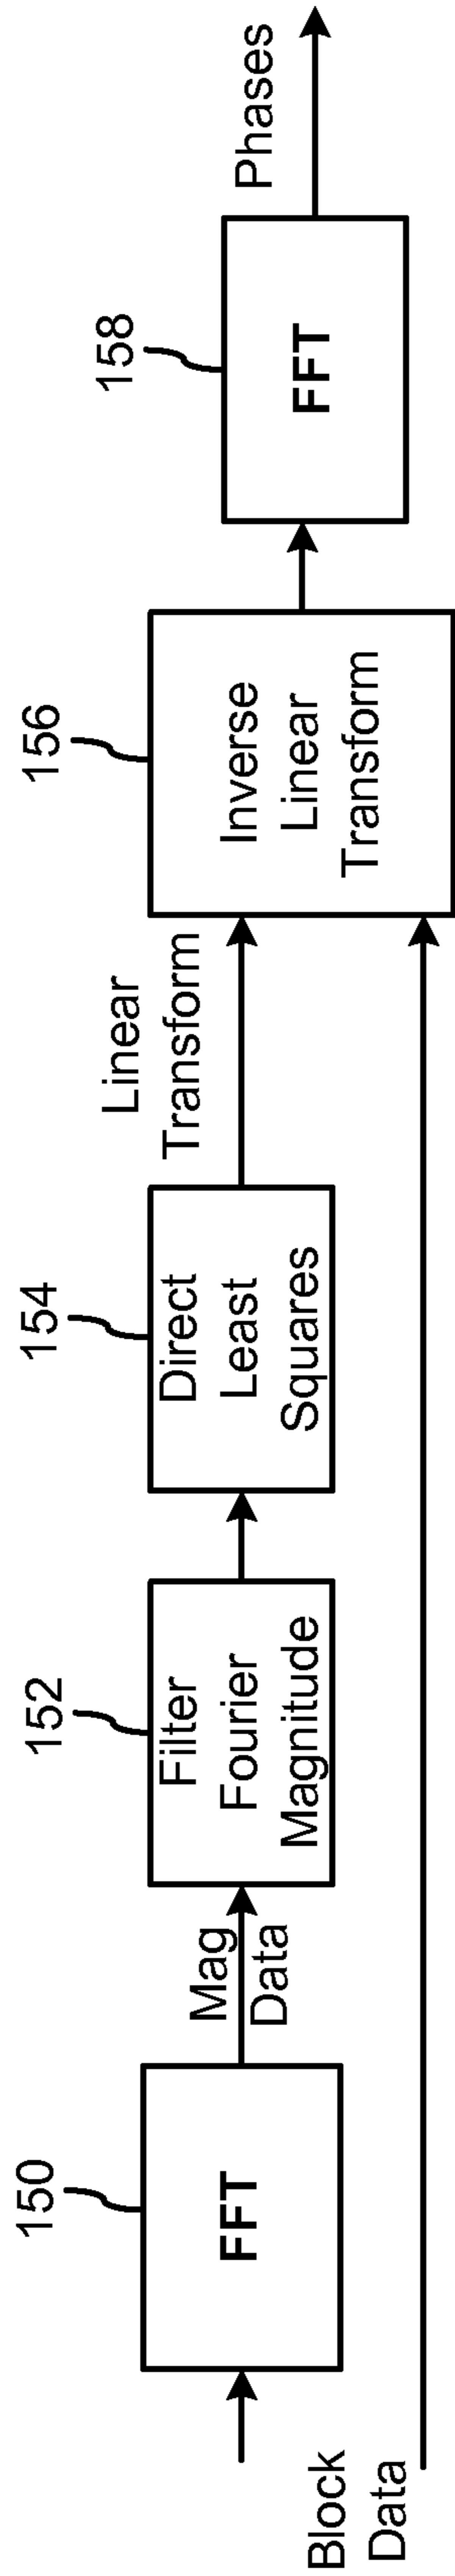 150
152
154
156
158
Block
Data
FFT
Mag
Data
Filter
Fourier
Magnitude
Direct
Least
Squares
Linear
Transform
Inverse
Linear
Transform
FFT
Phases